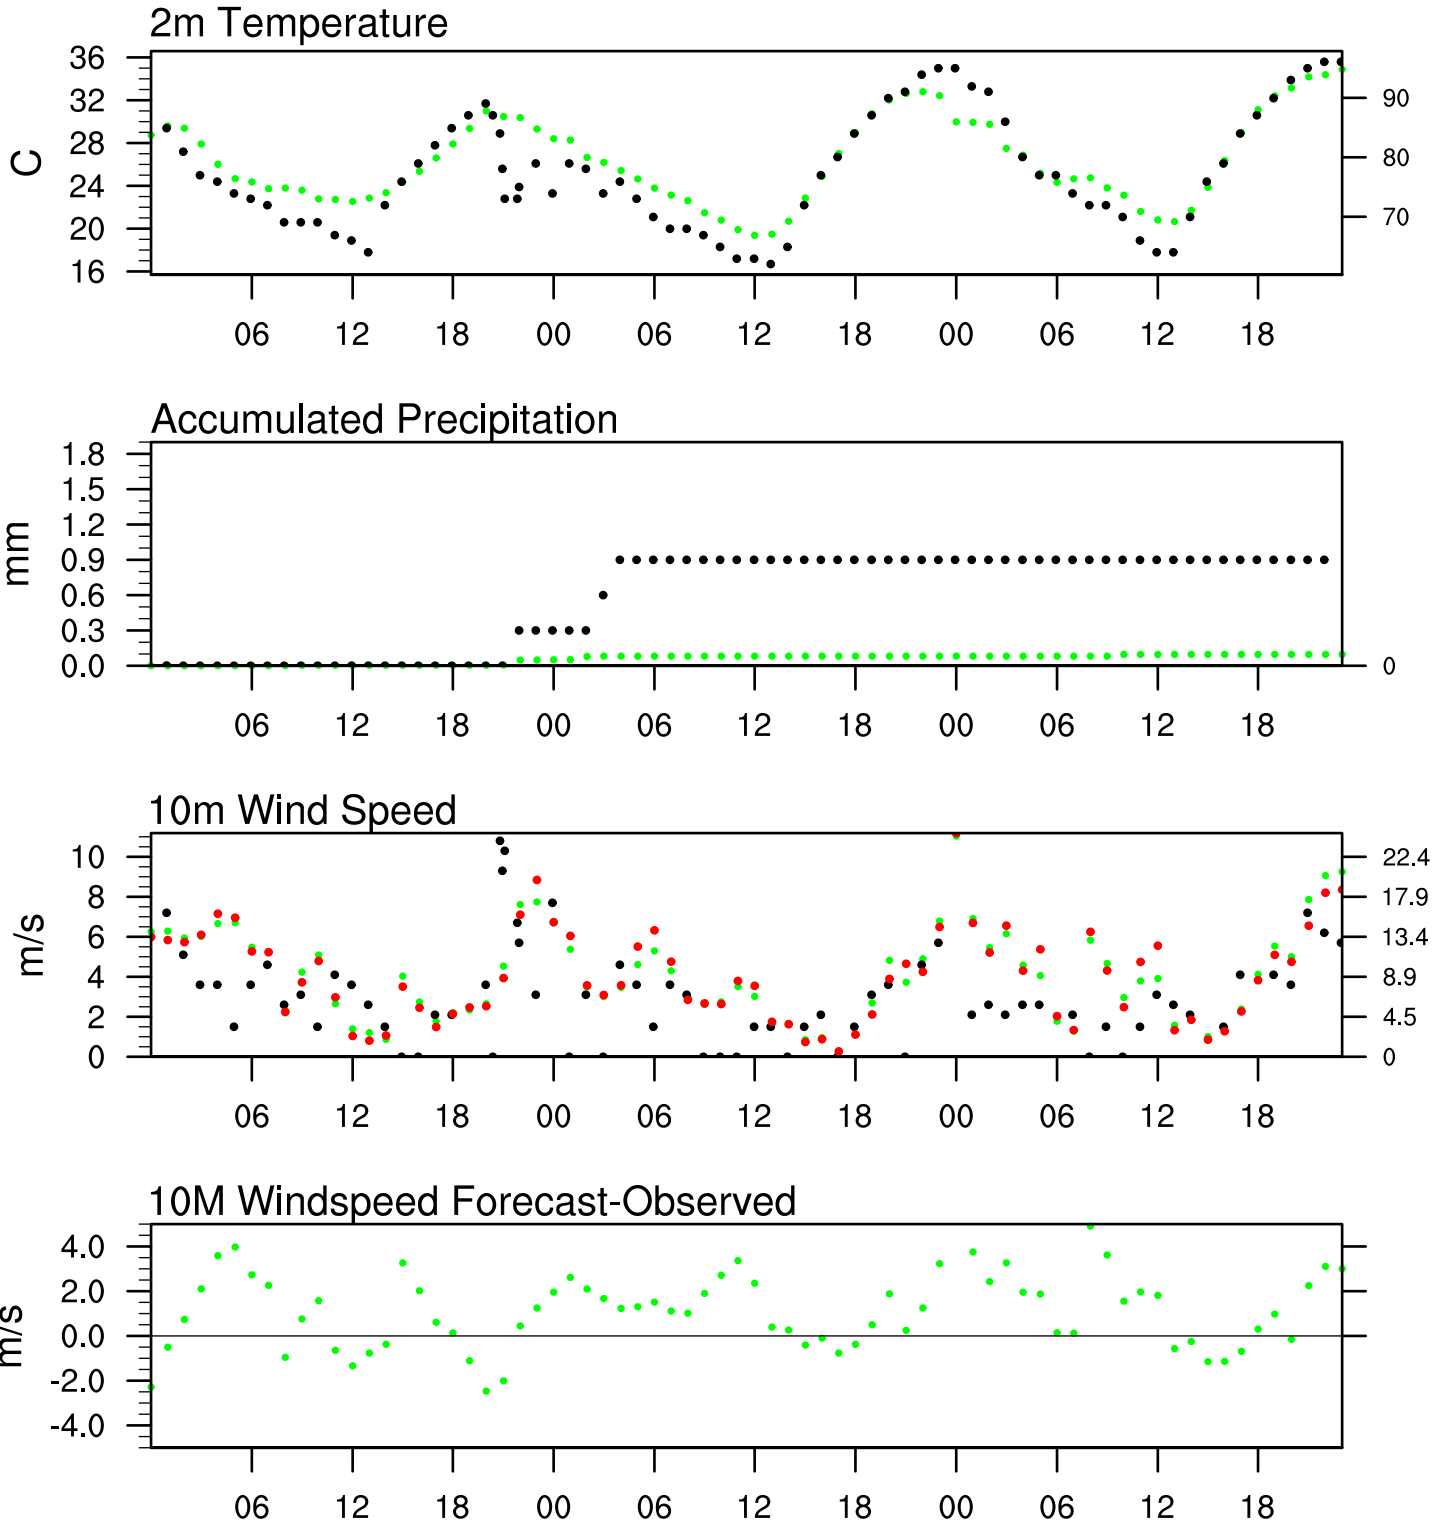 2m Temperature
36
32
28
24
20
16
C
90
80
70
06 12 18 00 06 12 18 00 06 12 18
Accumulated Precipitation
1.8
1.5
1.2
0.9
0.6
0.3
0.0
mm
0
06 12 18 00 06 12 18 00 06 12 18
10m Wind Speed
10
8
6
4
2
0
m/s
22.4
17.9
13.4
8.9
4.5
0
06 12 18 00 06 12 18 00 06 12 18
10M Windspeed Forecast-Observed
4.0
2.0
0.0
-2.0
-4.0
m/s
06 12 18 00 06 12 18 00 06 12 18